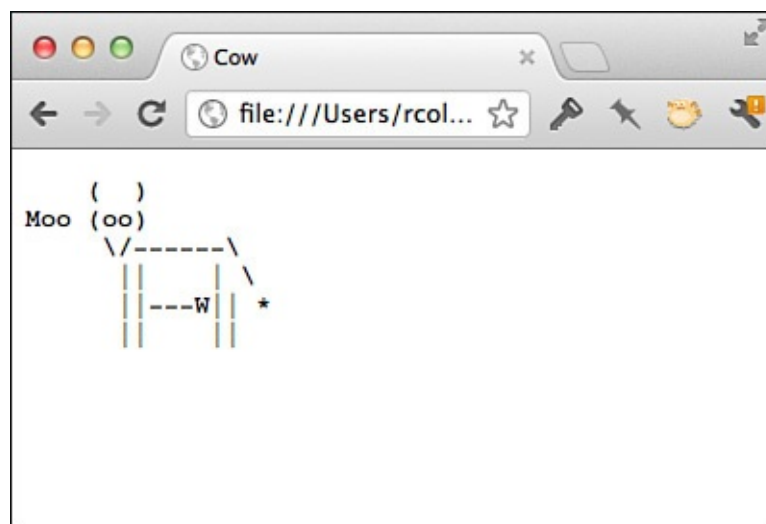 Cow
file:///Users/rcol...
     (  )
Moo (oo)
      \/------\
       ||     | \
       ||---W||  *
       ||    ||